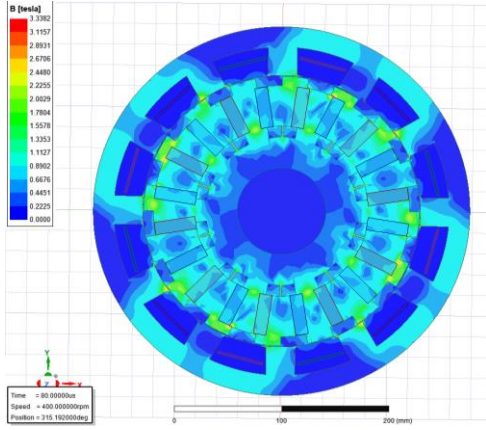 B [tesla]
3.3382
3.1157
2.8931
2.6706
2.4480
2.2255
2.0029
1.7804
1.5578
1.3353
1.1127
0.8902
0.6676
0.4451
0.2225
0.0000
Y
Z
X
Time = 80.00000us
Speed = 400.000000rpm
Position = 315.192000deg
0 100 200 (mm)